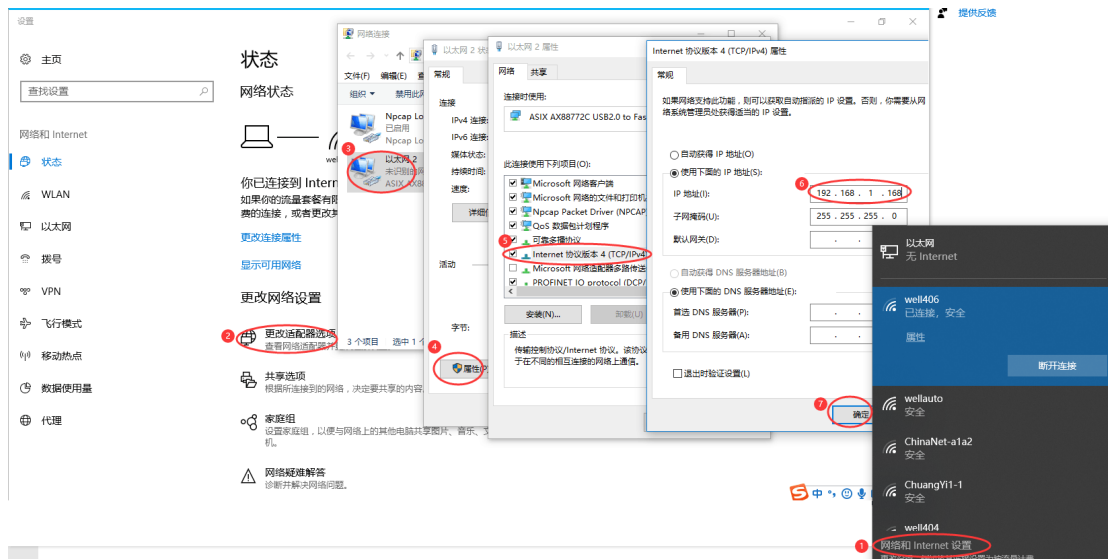 提供反馈
设置
主页
查找设置
网络和 Internet
状态
WLAN
以太网
拨号
VPN
飞行模式
移动热点
数据使用量
代理
状态
网络状态
你已连接到 Intern
如果你的流量套餐有限
费的连接，或者更改其
更改连接属性
显示可用网络
更改网络设置
2
更改适配器选项
查看网络适配器并
共享选项
根据所连接到的网络，决定要共享的内容
家庭组
设置家庭组，以便与网络上的其他电脑共享图片、音乐、文
机。
网络疑难解答
诊断并解决网络问题。
网络连接
文件(F) 编辑(E) 查
组织 禁用此网
Npcap Lo
已启用
Npcap Lo
3
以太网 2
未识别的网
ASIX AX88
3 个项目 选中 1 个
以太网 2 状
常规
连接
IPv4 连接:
IPv6 连接:
媒体状态:
持续时间:
速度:
详细信
活动
字节:
4
属性(P)
以太网 2 属性
网络 共享
连接时使用:
ASIX AX88772C USB2.0 to Fas
此连接使用下列项目(O):
Microsoft 网络客户端
Microsoft 网络的文件和打印机
Npcap Packet Driver (NPCAP
QoS 数据包计划程序
5
可靠多播协议
Internet 协议版本 4 (TCP/IPv4)
Microsoft 网络适配器多路传送
PROFINET IO protocol (DCP/
安装(N)... 卸载(U)
描述
传输控制协议/Internet 协议。该协议
于在不同的相互连接的网络上通信。
Internet 协议版本 4 (TCP/IPv4) 属性
常规
如果网络支持此功能，则可以获取自动指派的 IP 设置。否则，你需要从网
络系统管理员处获得适当的 IP 设置。
自动获得 IP 地址(O)
使用下面的 IP 地址(S):
6
IP 地址(I): 192 . 168 . 1 . 168
子网掩码(U): 255 . 255 . 255 . 0
默认网关(D):
自动获得 DNS 服务器地址(B)
使用下面的 DNS 服务器地址(E):
首选 DNS 服务器(P):
备用 DNS 服务器(A):
退出时验证设置(L)
7
确定
中
以太网
无 Internet
well406
已连接，安全
属性
断开连接
wellauto
安全
ChinaNet-a1a2
安全
ChuangYi1-1
安全
well404
1
网络和 Internet 设置